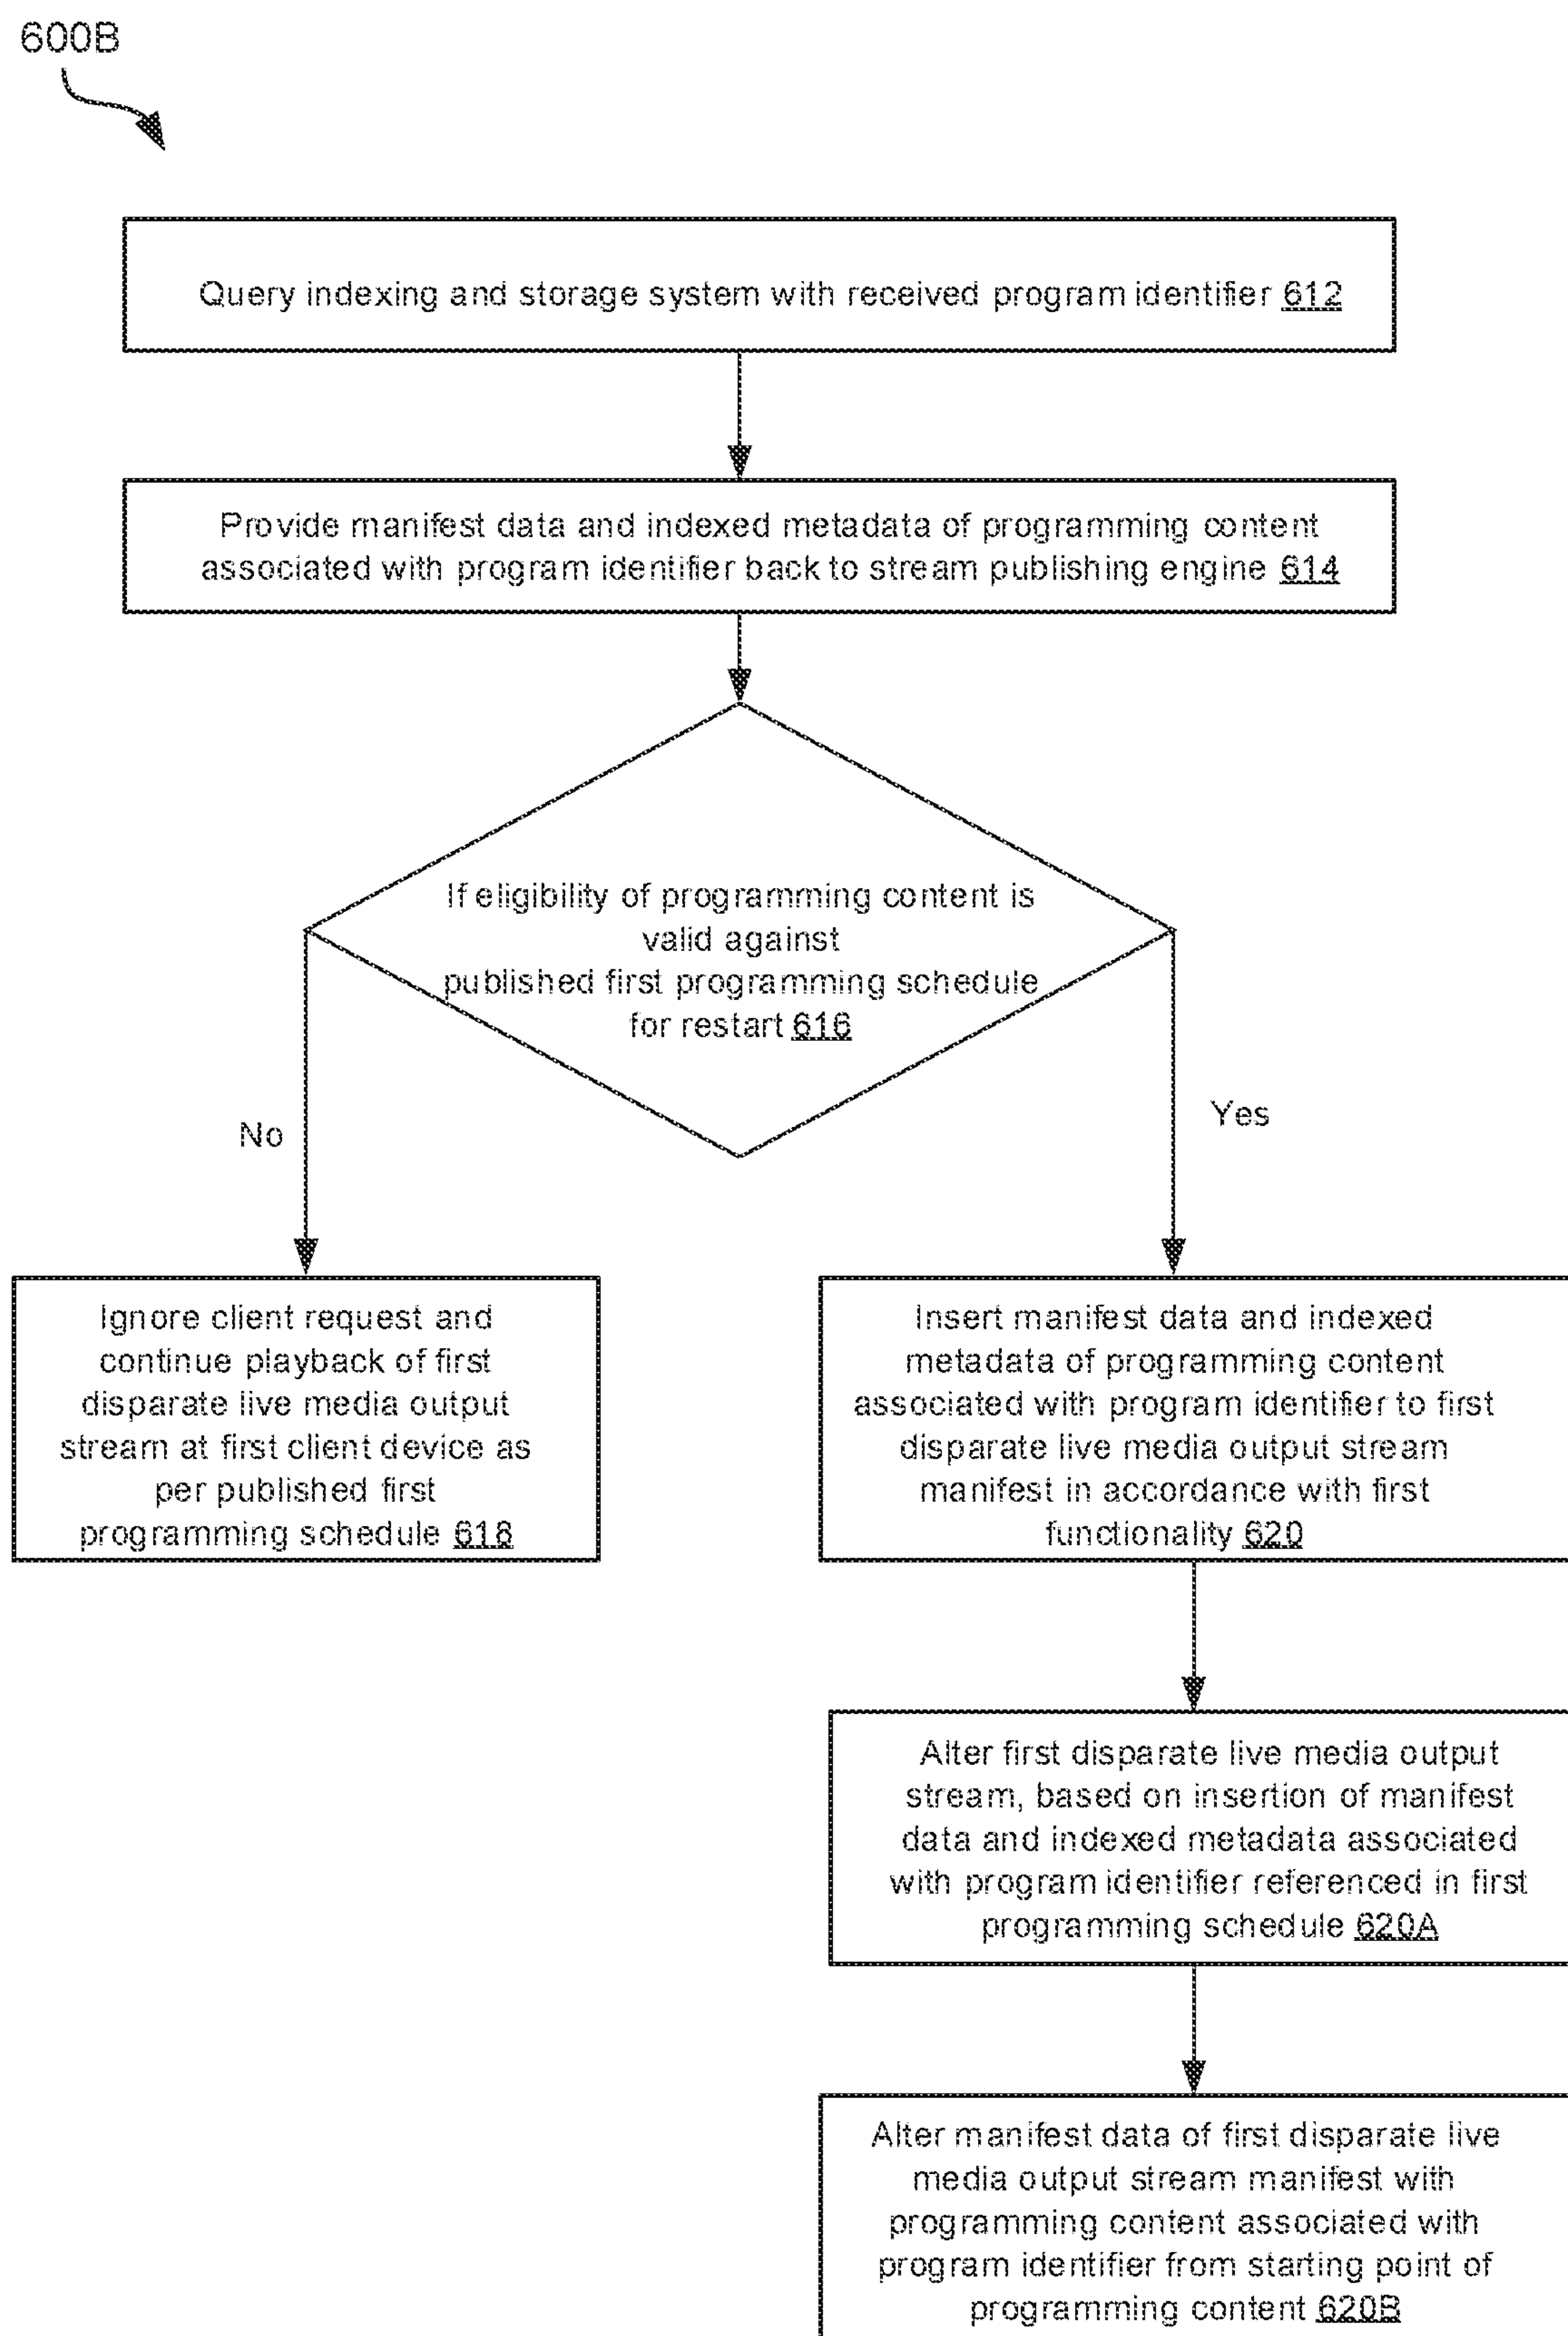 600B
Query indexing and storage system with received program identifier 612
Provide manifest data and indexed metadata of programming content
associated with program identifier back to stream publishing engine 614
If eligibility of programming content is
valid against
published first programming schedule
for restart 616
No
Yes
Ignore client request and
continue playback of first
disparate live media output
stream at first client device as
per published first
programming schedule 618
Insert manifest data and indexed
metadata of programming content
associated with program identifier to first
disparate live media output stream
manifest in accordance with first
functionality 620
Alter first disparate live media output
stream, based on insertion of manifest
data and indexed metadata associated
with program identifier referenced in first
programming schedule 620A
Alter manifest data of first disparate live
media output stream manifest with
programming content associated with
program identifier from starting point of
programming content 620B